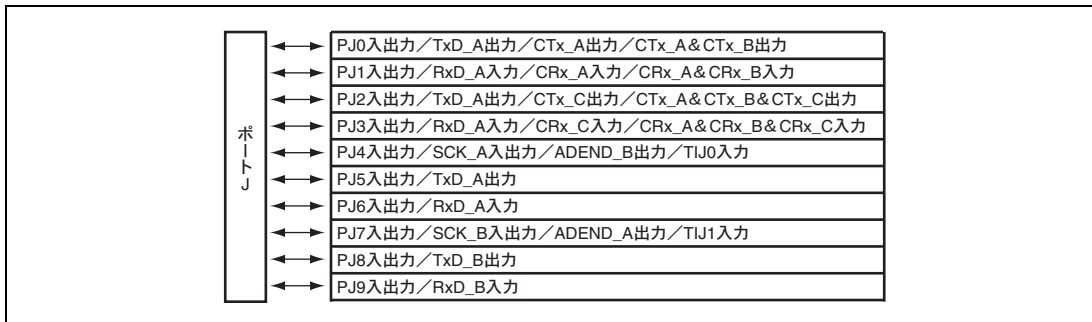 ポートJ
PJ0入出力／TxD_A出力／CTx_A出力／CTx_A＆CTx_B出力
PJ1入出力／RxD_A入力／CRx_A入力／CRx_A＆CRx_B入力
PJ2入出力／TxD_A出力／CTx_C出力／CTx_A＆CTx_B＆CTx_C出力
PJ3入出力／RxD_A入力／CRx_C入力／CRx_A＆CRx_B＆CRx_C入力
PJ4入出力／SCK_A入出力／ADEND_B出力／TIJ0入力
PJ5入出力／TxD_A出力
PJ6入出力／RxD_A入力
PJ7入出力／SCK_B入出力／ADEND_A出力／TIJ1入力
PJ8入出力／TxD_B出力
PJ9入出力／RxD_B入力